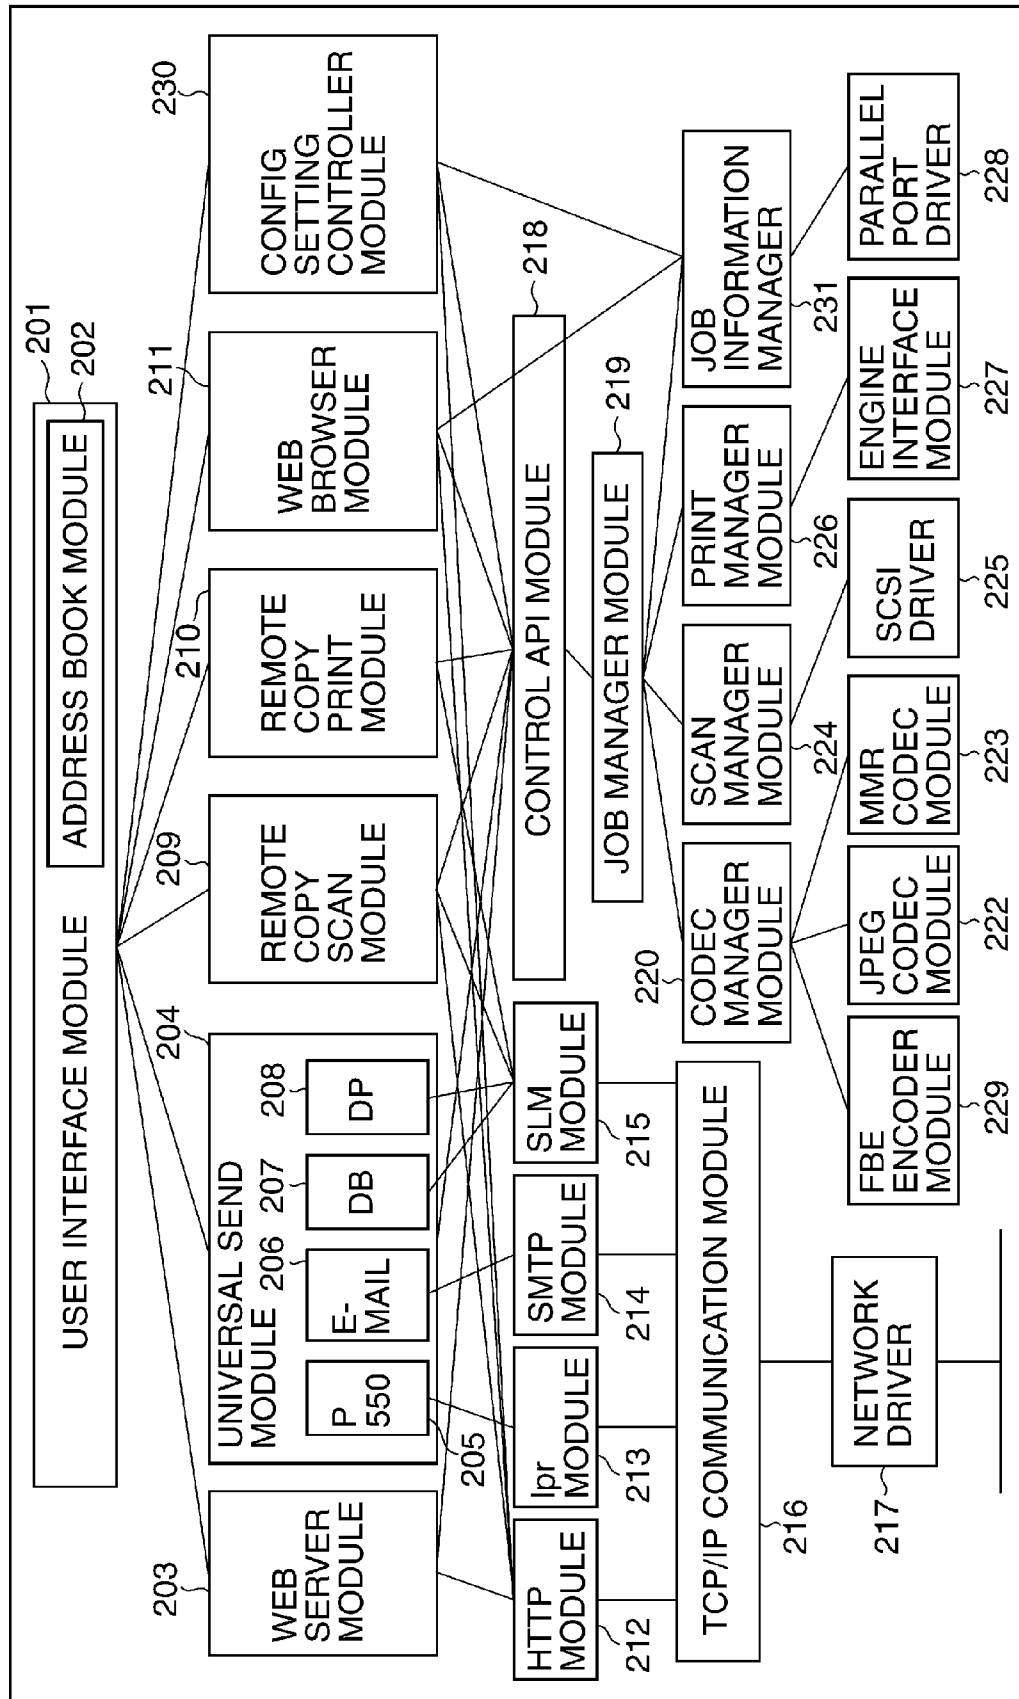 USER INTERFACE MODULE
201
ADDRESS BOOK MODULE
202
203
WEB
SERVER
MODULE
204
UNIVERSAL SEND
MODULE
205
P
550
206
E-
MAIL
207
DB
208
DP
209
REMOTE
COPY
SCAN
MODULE
210
REMOTE
COPY
PRINT
MODULE
211
WEB
BROWSER
MODULE
230
CONFIG
SETTING
CONTROLLER
MODULE
HTTP
MODULE
212
lpr
MODULE
213
SMTP
MODULE
214
SLM
MODULE
215
CONTROL API MODULE
218
JOB MANAGER MODULE
219
TCP/IP COMMUNICATION MODULE
216
220
CODEC
MANAGER
MODULE
SCAN
MANAGER
MODULE
224
PRINT
MANAGER
MODULE
226
JOB
INFORMATION
MANAGER
231
NETWORK
DRIVER
217
FBE
ENCODER
MODULE
229
JPEG
CODEC
MODULE
222
MMR
CODEC
MODULE
223
SCSI
DRIVER
225
ENGINE
INTERFACE
MODULE
227
PARALLEL
PORT
DRIVER
228